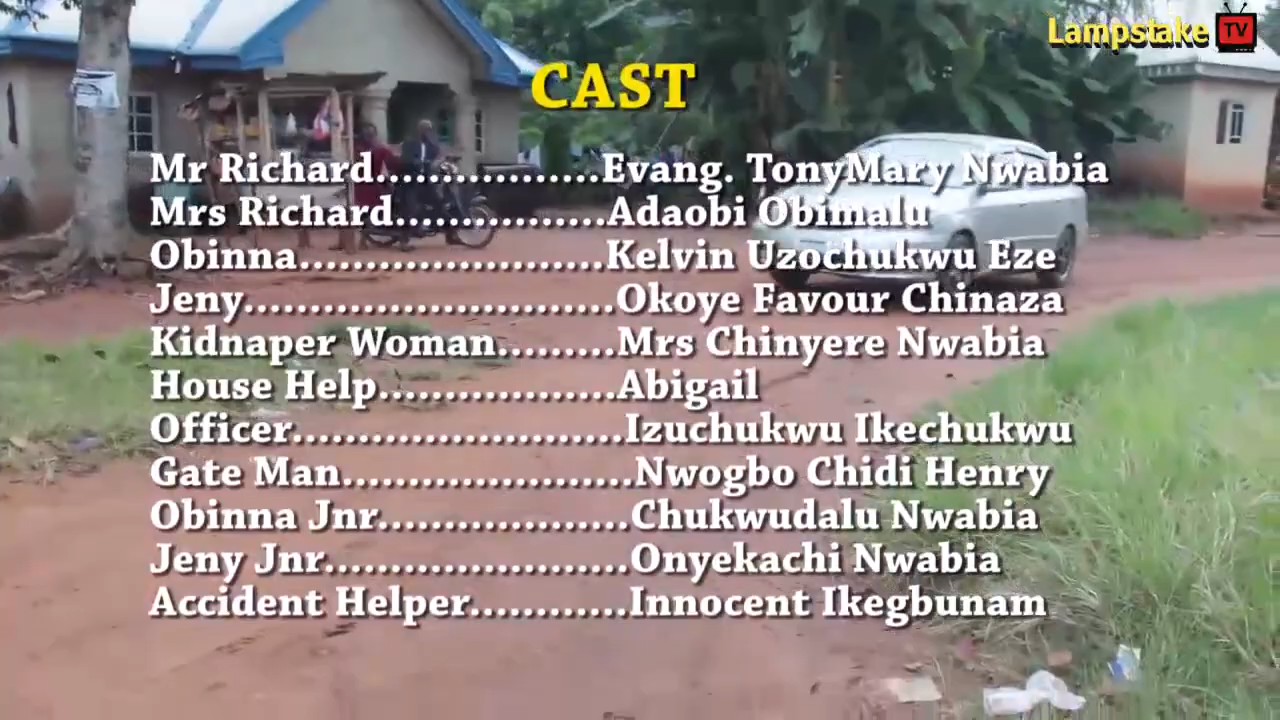 Lampstake TV
CAST
Mr Richard.................Evang. TonyMary Nwabia
Mrs Richard................Adaobi Obimalu
Obinna.......................Kelvin Uzochukwu Eze
Jeny............................Okoye Favour Chinaza
Kidnaper Woman.........Mrs Chinyere Nwabia
House Help..................Abigail
Officer.........................Izuchukwu Ikechukwu
Gate Man......................Nwogbo Chidi Henry
Obinna Jnr...................Chukwudalu Nwabia
Jeny Jnr.......................Onyekachi Nwabia
Accident Helper............Innocent Ikegbunam